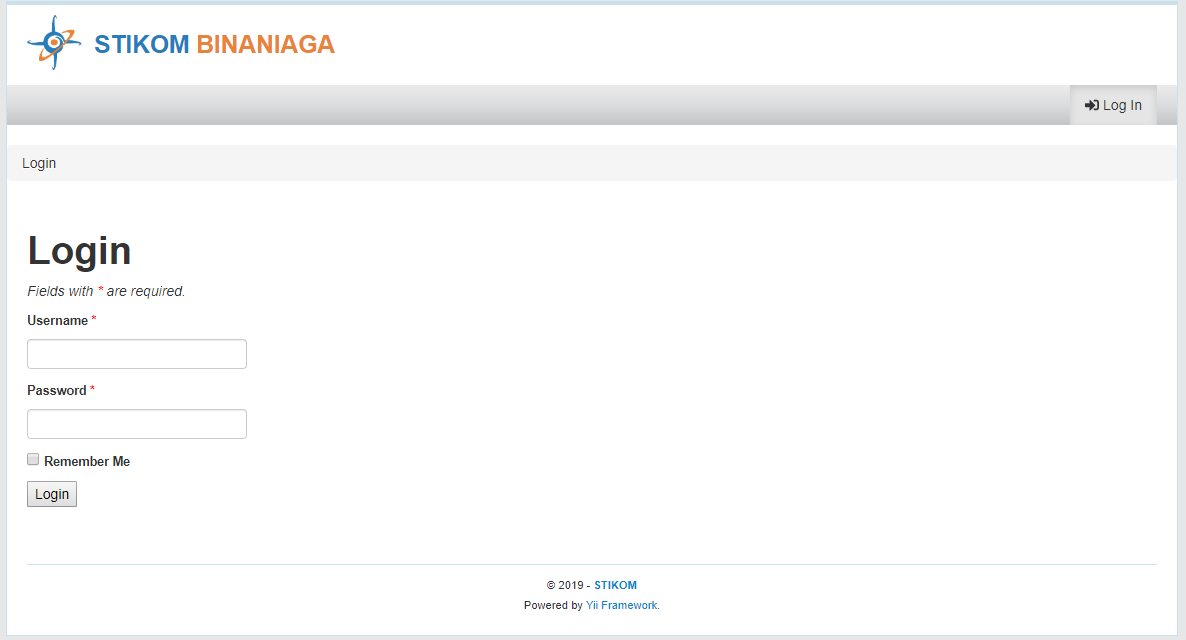 STIKOM BINANIAGA
Log In
Login
Login
Fields with * are required.
Username *
Password *
Remember Me
Login
© 2019 - STIKOM
Powered by Yii Framework.